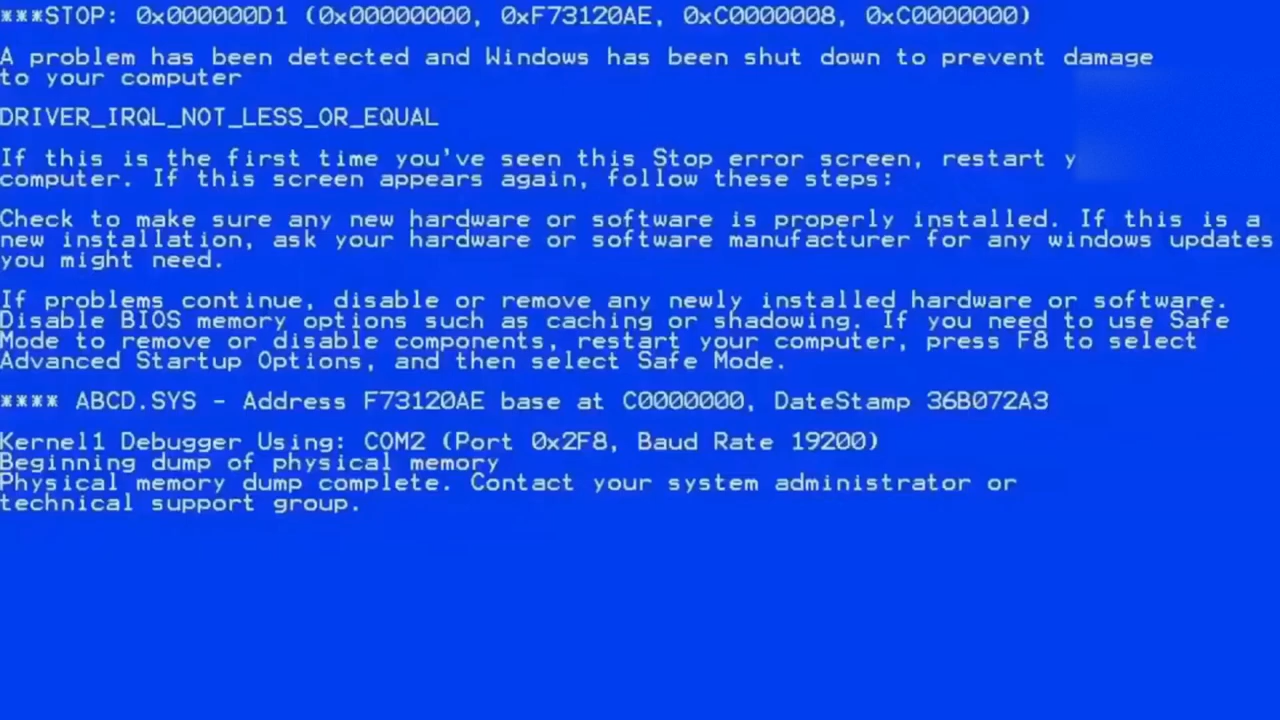 ***STOP: 0x000000D1 (0x00000000, 0xF73120AE, 0xC0000008, 0xC0000000)
A problem has been detected and Windows has been shut down to prevent damage
to your computer
DRIVER_IRQL_NOT_LESS_OR_EQUAL
If this is the first time you've seen this Stop error screen, restart y
computer. If this screen appears again, follow these steps:
Check to make sure any new hardware or software is properly installed. If this is a
new installation, ask your hardware or software manufacturer for any windows updates
you might need.
If problems continue, disable or remove any newly installed hardware or software.
Disable BIOS memory options such as caching or shadowing. If you need to use Safe
Mode to remove or disable components, restart your computer, press F8 to select
Advanced Startup Options, and then select Safe Mode.
**** ABCD.SYS - Address F73120AE base at C0000000, DateStamp 36B072A3
Kernel1 Debugger Using: COM2 (Port 0x2F8, Baud Rate 19200)
Beginning dump of physical memory
Physical memory dump complete. Contact your system administrator or
technical support group.